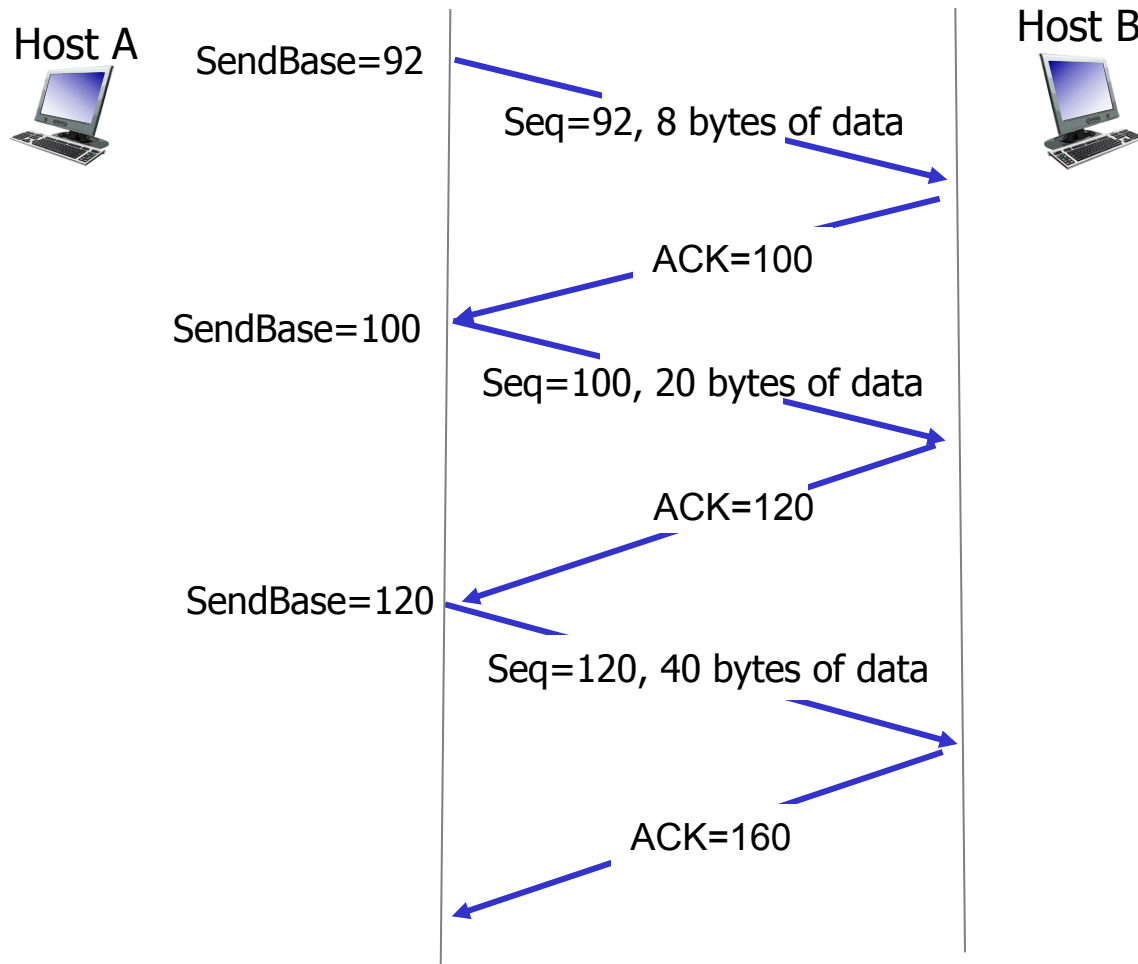 Host A
Host B
SendBase=92
Seq=92, 8 bytes of data
ACK=100
SendBase=100
Seq=100, 20 bytes of data
ACK=120
SendBase=120
Seq=120, 40 bytes of data
ACK=160